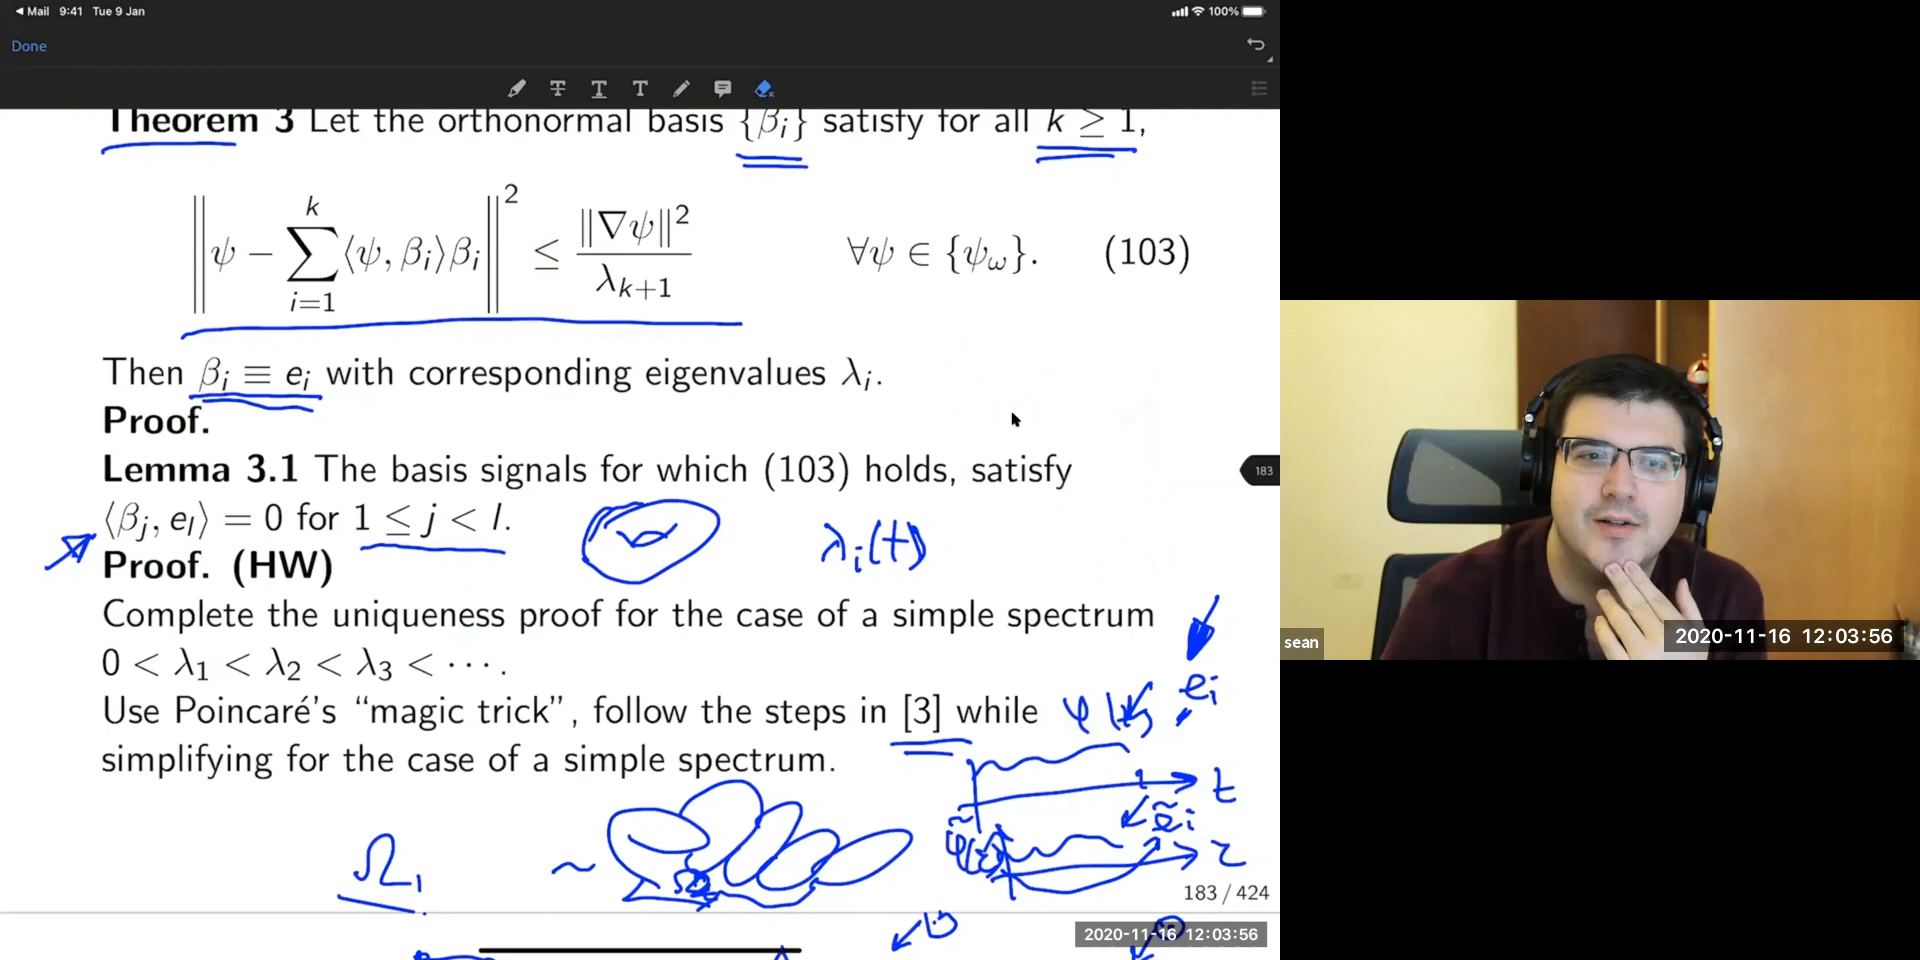 Mail 9:41 Tue 9 Jan 100%
Done
Theorem 3 Let the orthonormal basis {βᵢ} satisfy for all k ≥ 1,
‖ψ − ∑ᵢ₌₁ᵏ ⟨ψ, βᵢ⟩βᵢ‖² ≤ ‖∇ψ‖² / λₖ₊₁ ∀ψ ∈ {ψ_ω}. (103)
Then βᵢ ≡ eᵢ with corresponding eigenvalues λᵢ.
Proof.
Lemma 3.1 The basis signals for which (103) holds, satisfy
183
⟨βⱼ, eₗ⟩ = 0 for 1 ≤ j < l.
λᵢ(t)
Proof. (HW)
Complete the uniqueness proof for the case of a simple spectrum
0 < λ₁ < λ₂ < λ₃ < ⋯.
eᵢ
Use Poincaré's “magic trick”, follow the steps in [3] while
simplifying for the case of a simple spectrum.
t
ẽᵢ
Ω₁ ~
τ
183 / 424
2020-11-16 12:03:56
sean
2020-11-16 12:03:56